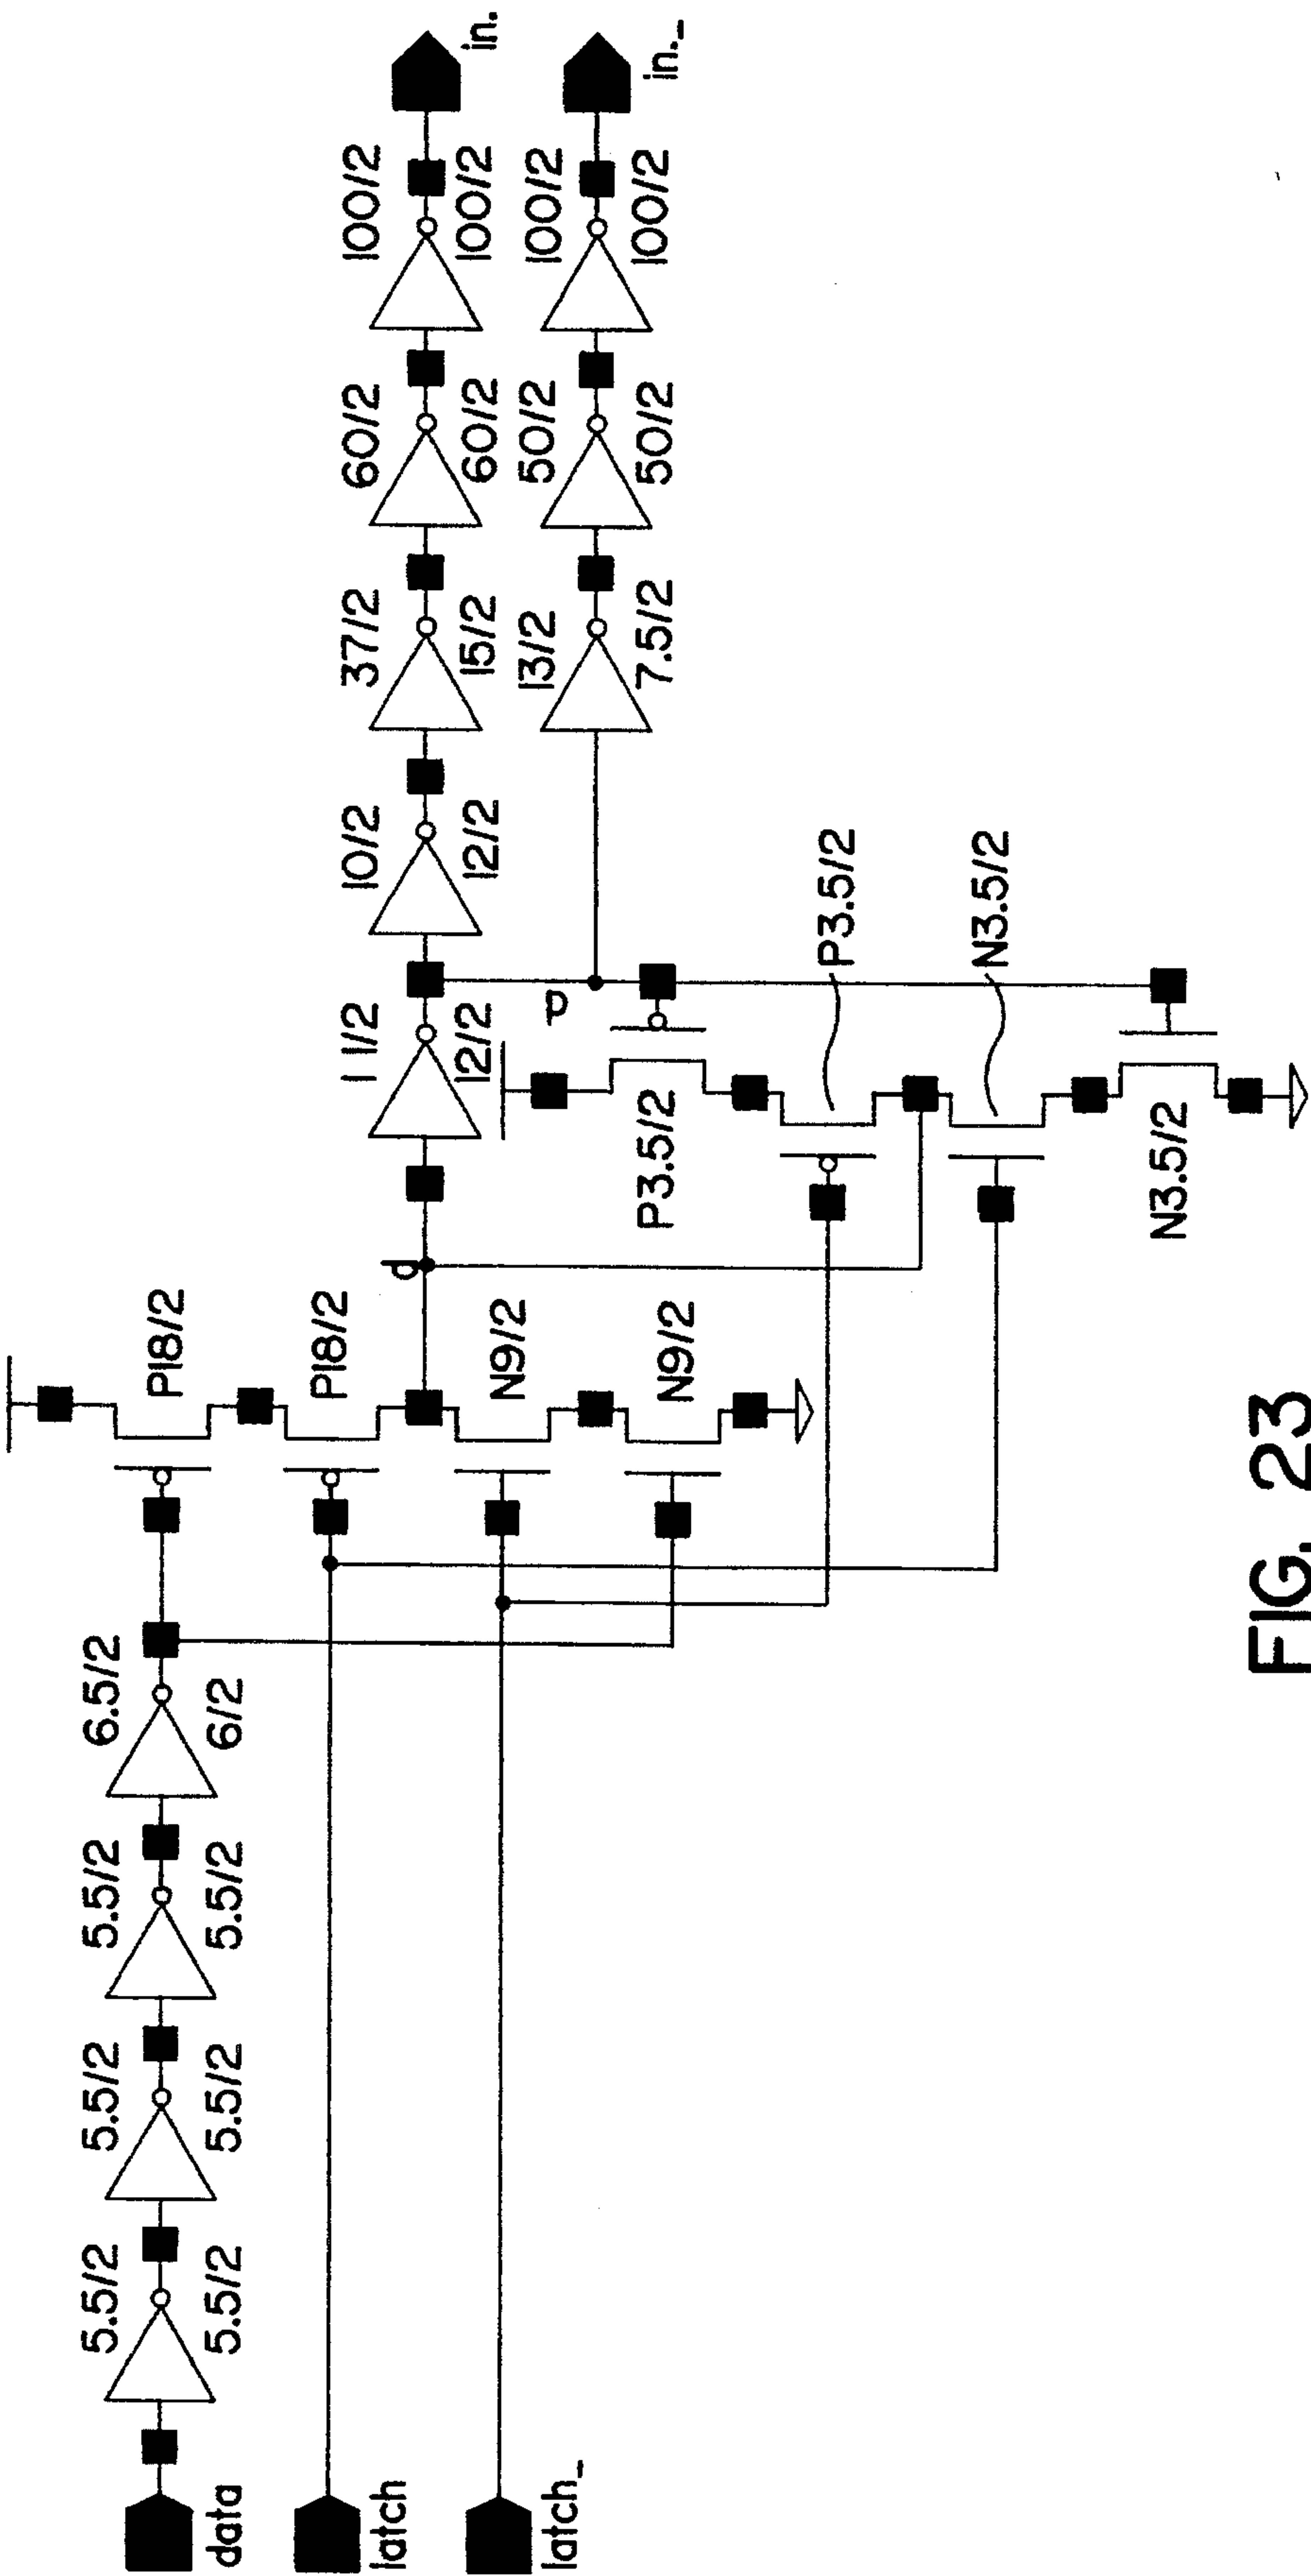 5.5/2 5.5/2 5.5/2 6.5/2
P18/2
data 5.5/2 5.5/2 5.5/2 6/2
P18/2
11/2 10/2 37/2 60/2 100/2
latch
d
12/2 12/2 15/2 60/2 100/2 in.
N9/2
13/2 50/2 100/2
latch_
p
7.5/2 50/2 100/2 in._
N9/2
P3.5/2
P3.5/2
N3.5/2
N3.5/2
FIG. 23